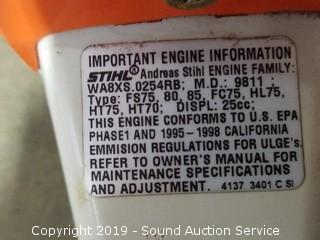 IMPORTANT ENGINE INFORMATION
STIHL® Andreas Stihl ENGINE FAMILY:
WA8XS.0254RB; M.D.: 9811 ;
Type: FS75, 80, 85, FC75, HL75,
HT75, HT70; DISPL: 25cc;
THIS ENGINE CONFORMS TO U.S. EPA
PHASE1 AND 1995-1998 CALIFORNIA
EMMISION REGULATIONS FOR ULGE's.
REFER TO OWNER'S MANUAL FOR
MAINTENANCE SPECIFICATIONS
AND ADJUSTMENT. 4137 3401 C SI
Copyright 2019 - Sound Auction Service